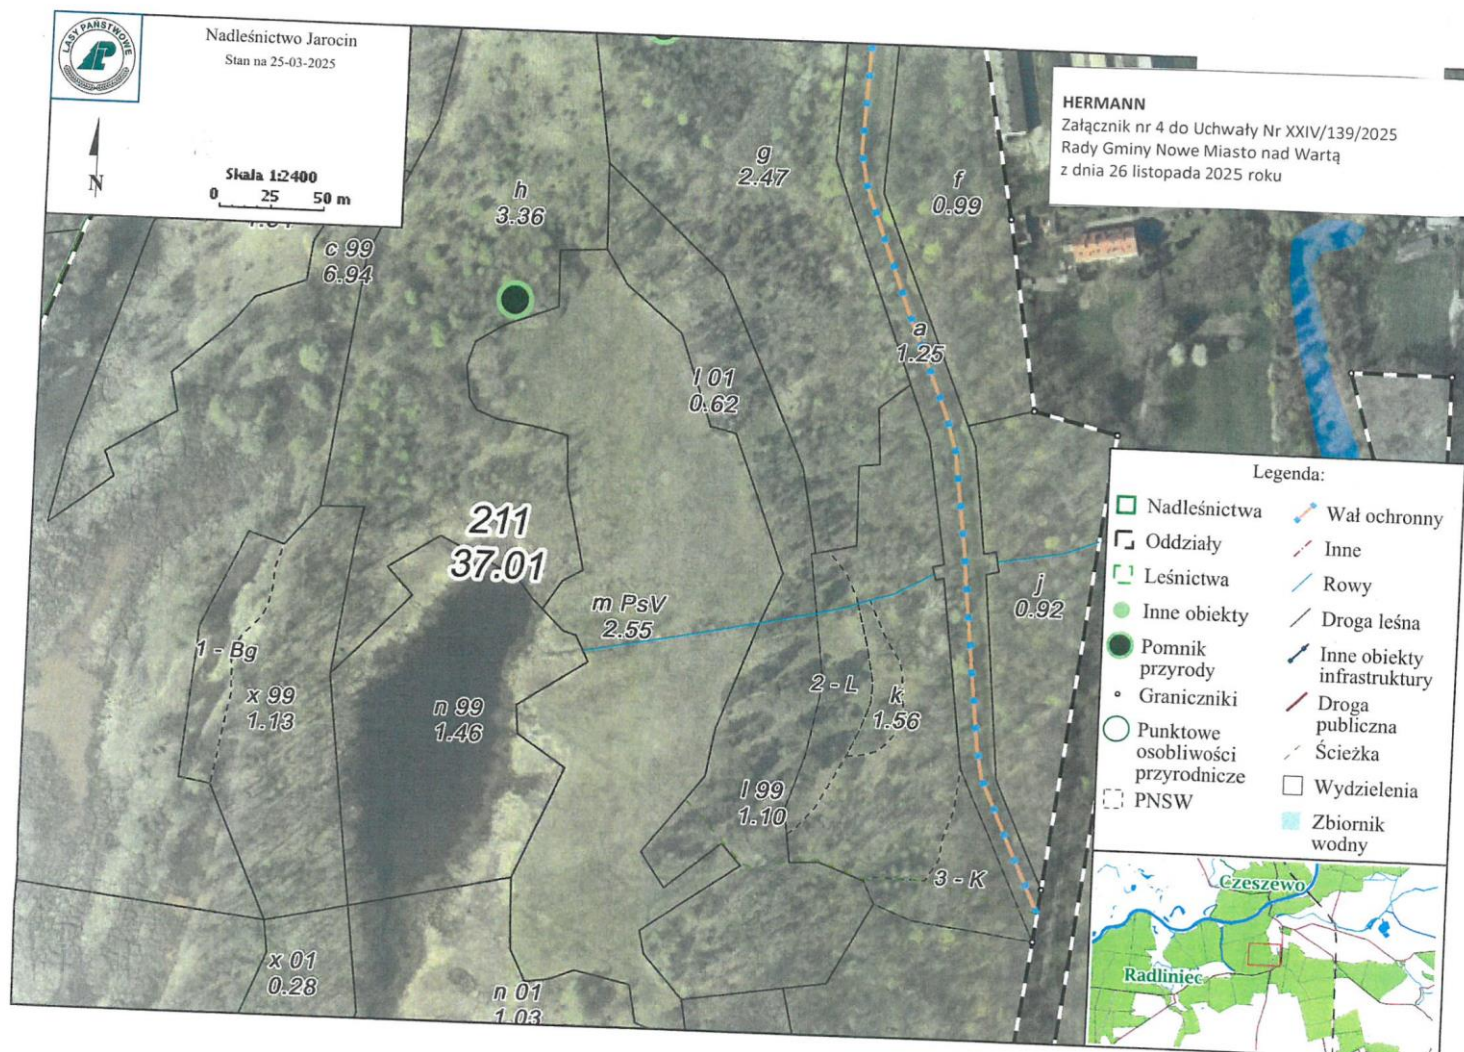 LASY PAŃSTWOWE
Nadleśnictwo Jarocin
Stan na 25-03-2025
N
Skala 1:2400
0 25 50 m
HERMANN
Załącznik nr 4 do Uchwały Nr XXIV/139/2025
Rady Gminy Nowe Miasto nad Wartą
z dnia 26 listopada 2025 roku
g
2.47
f
0.99
h
3.36
c 99
6.94
a
1.25
l 01
0.62
211
37.01
m PsV
2.55
j
0.92
1 - Bg
x 99
1.13
n 99
1.46
2 - L
k
1.56
l 99
1.10
3 - K
x 01
0.28
n 01
1.03
Legenda:
Nadleśnictwa
Oddziały
Leśnictwa
Inne obiekty
Pomnik
przyrody
Graniczniki
Punktowe
osobliwości
przyrodnicze
PNSW
Wał ochronny
Inne
Rowy
Droga leśna
Inne obiekty
infrastruktury
Droga
publiczna
Ścieżka
Wydzielenia
Zbiornik
wodny
Czeszewo
Radliniec